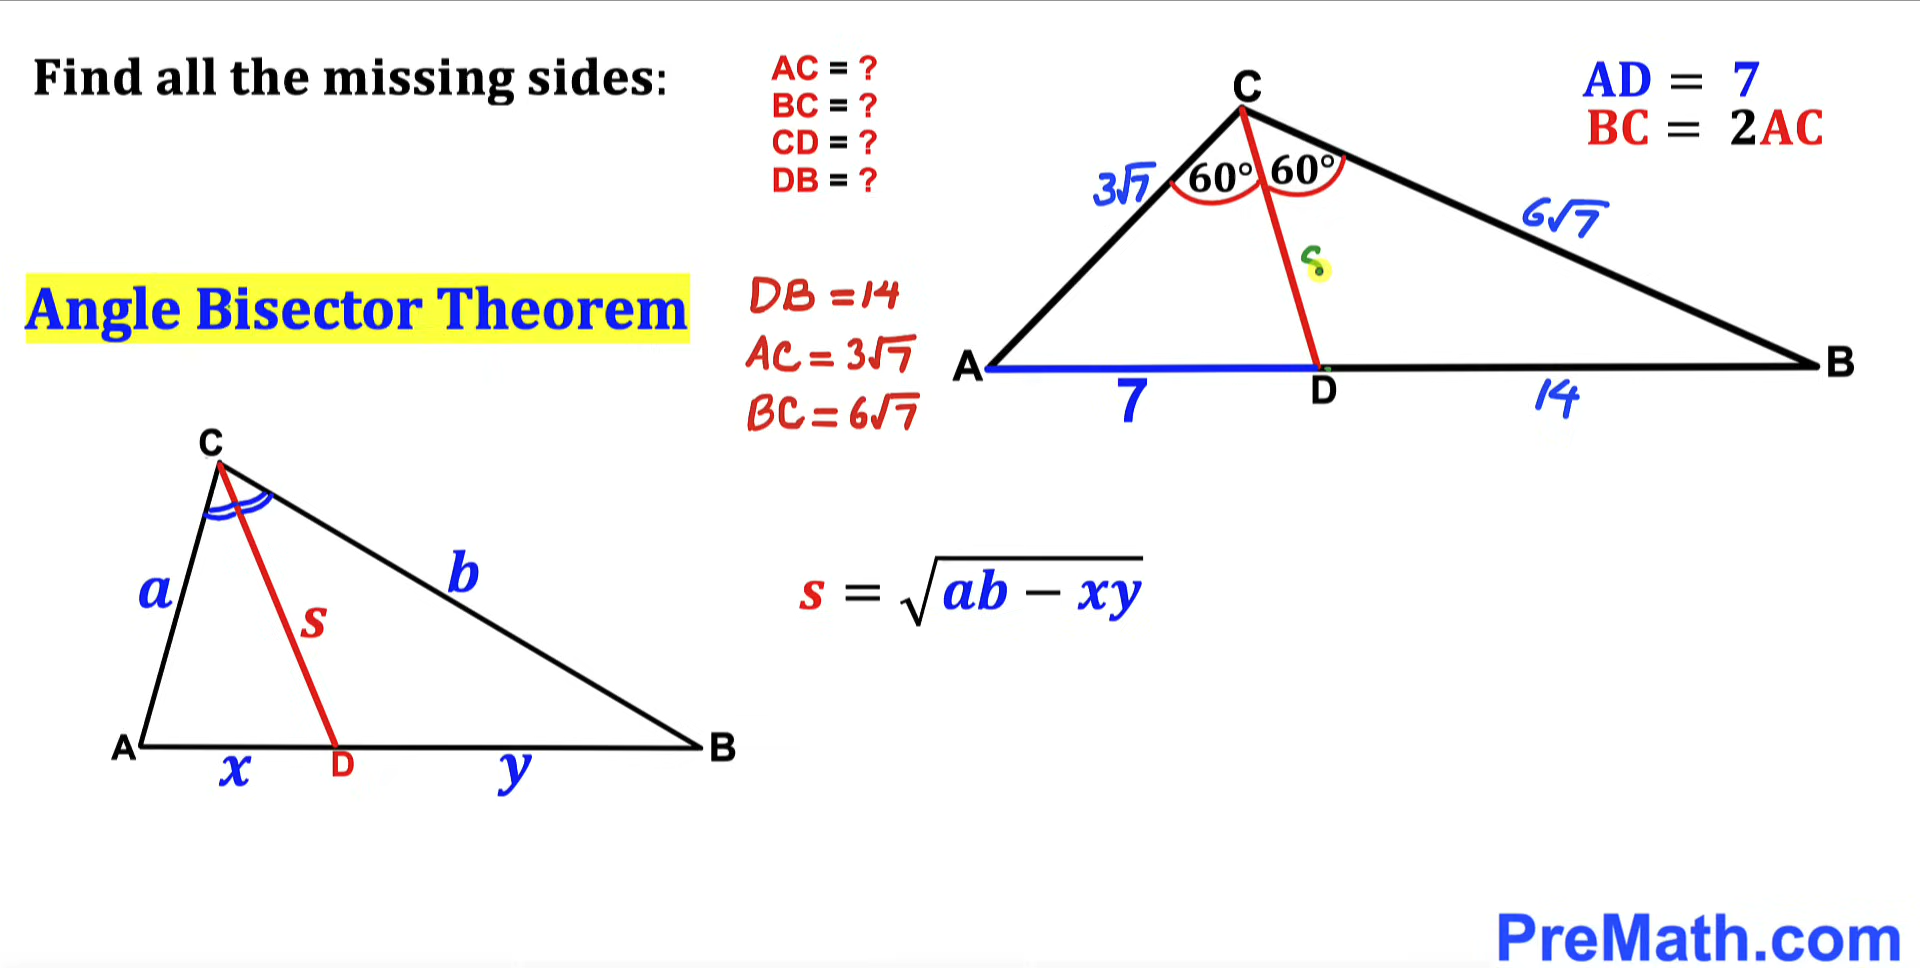 Find all the missing sides:
AC = ?
BC = ?
CD = ?
DB = ?
AD = 7
BC = 2AC
C
60° 60°
3√7
6√7
S
A
B
7
D
14
Angle Bisector Theorem
DB = 14
AC = 3√7
BC = 6√7
C
a
b
s
A
B
x
D
y
s = √ab − xy
PreMath.com